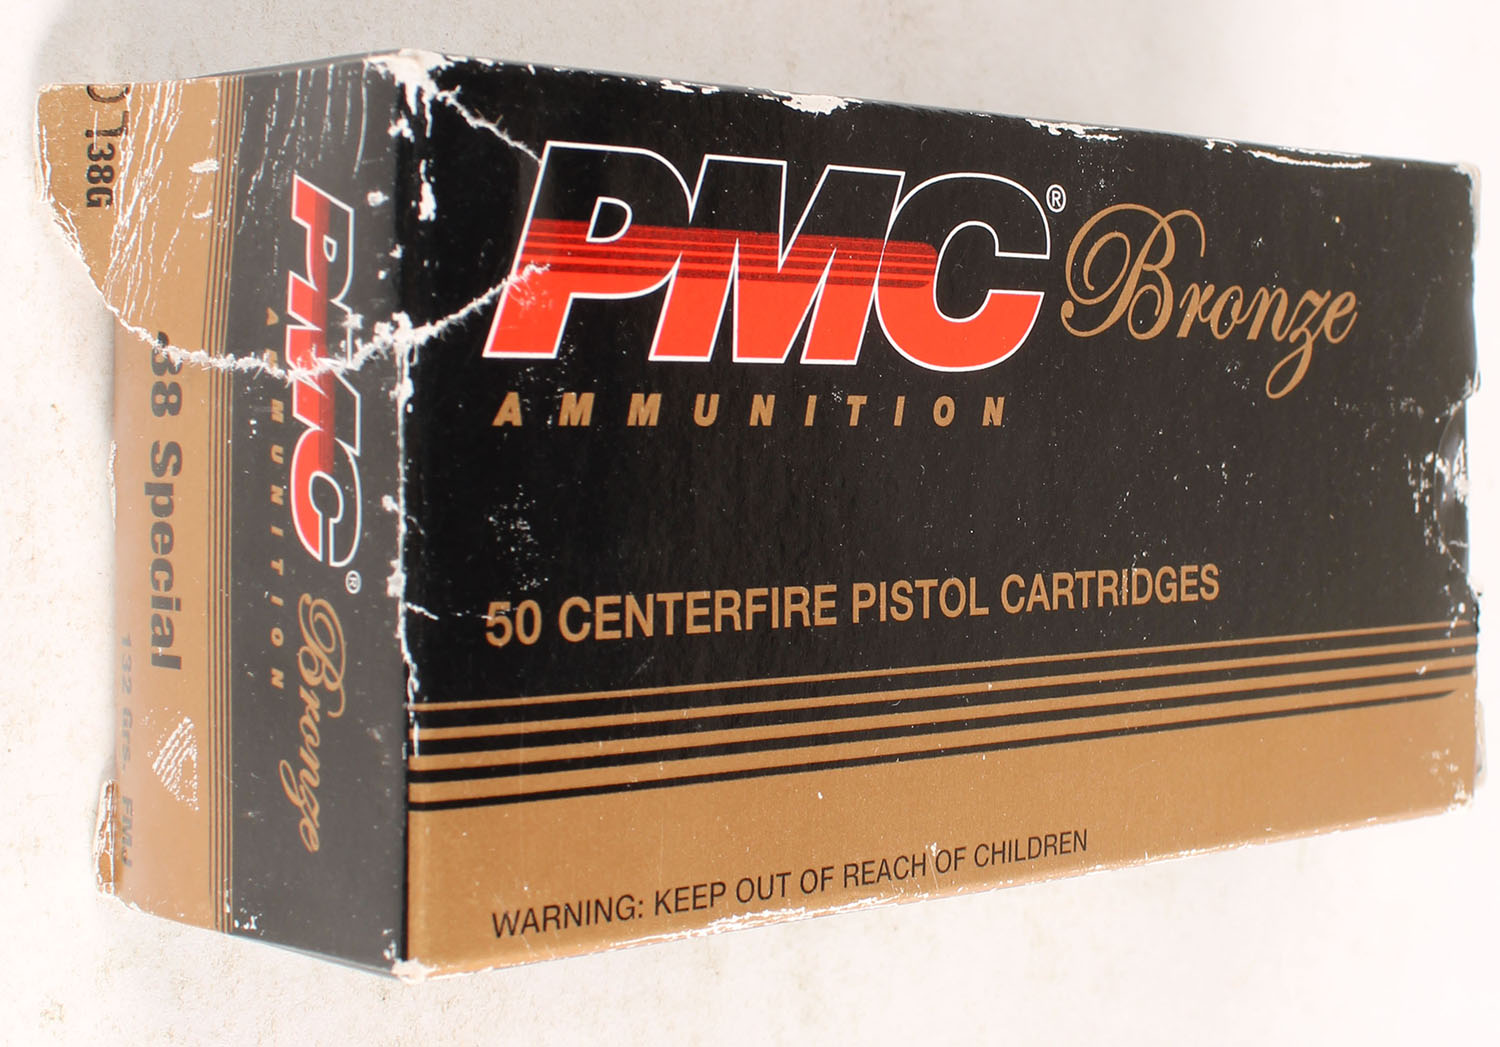 PMC® Bronze
AMMUNITION
50 CENTERFIRE PISTOL CARTRIDGES
WARNING: KEEP OUT OF REACH OF CHILDREN
PMC® Bronze
AMMUNITION
38G
38 Special
132 Grs. FMJ